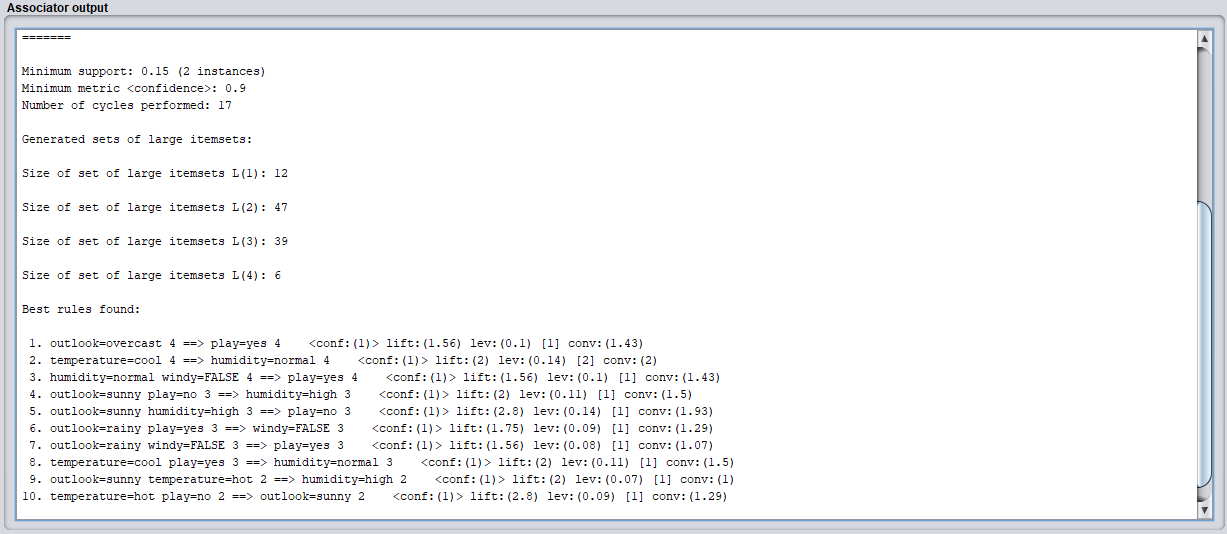 Associator output
=======
Minimum support: 0.15 (2 instances)
Minimum metric <confidence>: 0.9
Number of cycles performed: 17
Generated sets of large itemsets:
Size of set of large itemsets L(1): 12
Size of set of large itemsets L(2): 47
Size of set of large itemsets L(3): 39
Size of set of large itemsets L(4): 6
Best rules found:
1. outlook=overcast 4 ==> play=yes 4    <conf:(1)> lift:(1.56) lev:(0.1) [1] conv:(1.43)
2. temperature=cool 4 ==> humidity=normal 4    <conf:(1)> lift:(2) lev:(0.14) [2] conv:(2)
3. humidity=normal windy=FALSE 4 ==> play=yes 4    <conf:(1)> lift:(1.56) lev:(0.1) [1] conv:(1.43)
4. outlook=sunny play=no 3 ==> humidity=high 3    <conf:(1)> lift:(2) lev:(0.11) [1] conv:(1.5)
5. outlook=sunny humidity=high 3 ==> play=no 3    <conf:(1)> lift:(2.8) lev:(0.14) [1] conv:(1.93)
6. outlook=rainy play=yes 3 ==> windy=FALSE 3    <conf:(1)> lift:(1.75) lev:(0.09) [1] conv:(1.29)
7. outlook=rainy windy=FALSE 3 ==> play=yes 3    <conf:(1)> lift:(1.56) lev:(0.08) [1] conv:(1.07)
8. temperature=cool play=yes 3 ==> humidity=normal 3    <conf:(1)> lift:(2) lev:(0.11) [1] conv:(1.5)
9. outlook=sunny temperature=hot 2 ==> humidity=high 2    <conf:(1)> lift:(2) lev:(0.07) [1] conv:(1)
10. temperature=hot play=no 2 ==> outlook=sunny 2    <conf:(1)> lift:(2.8) lev:(0.09) [1] conv:(1.29)